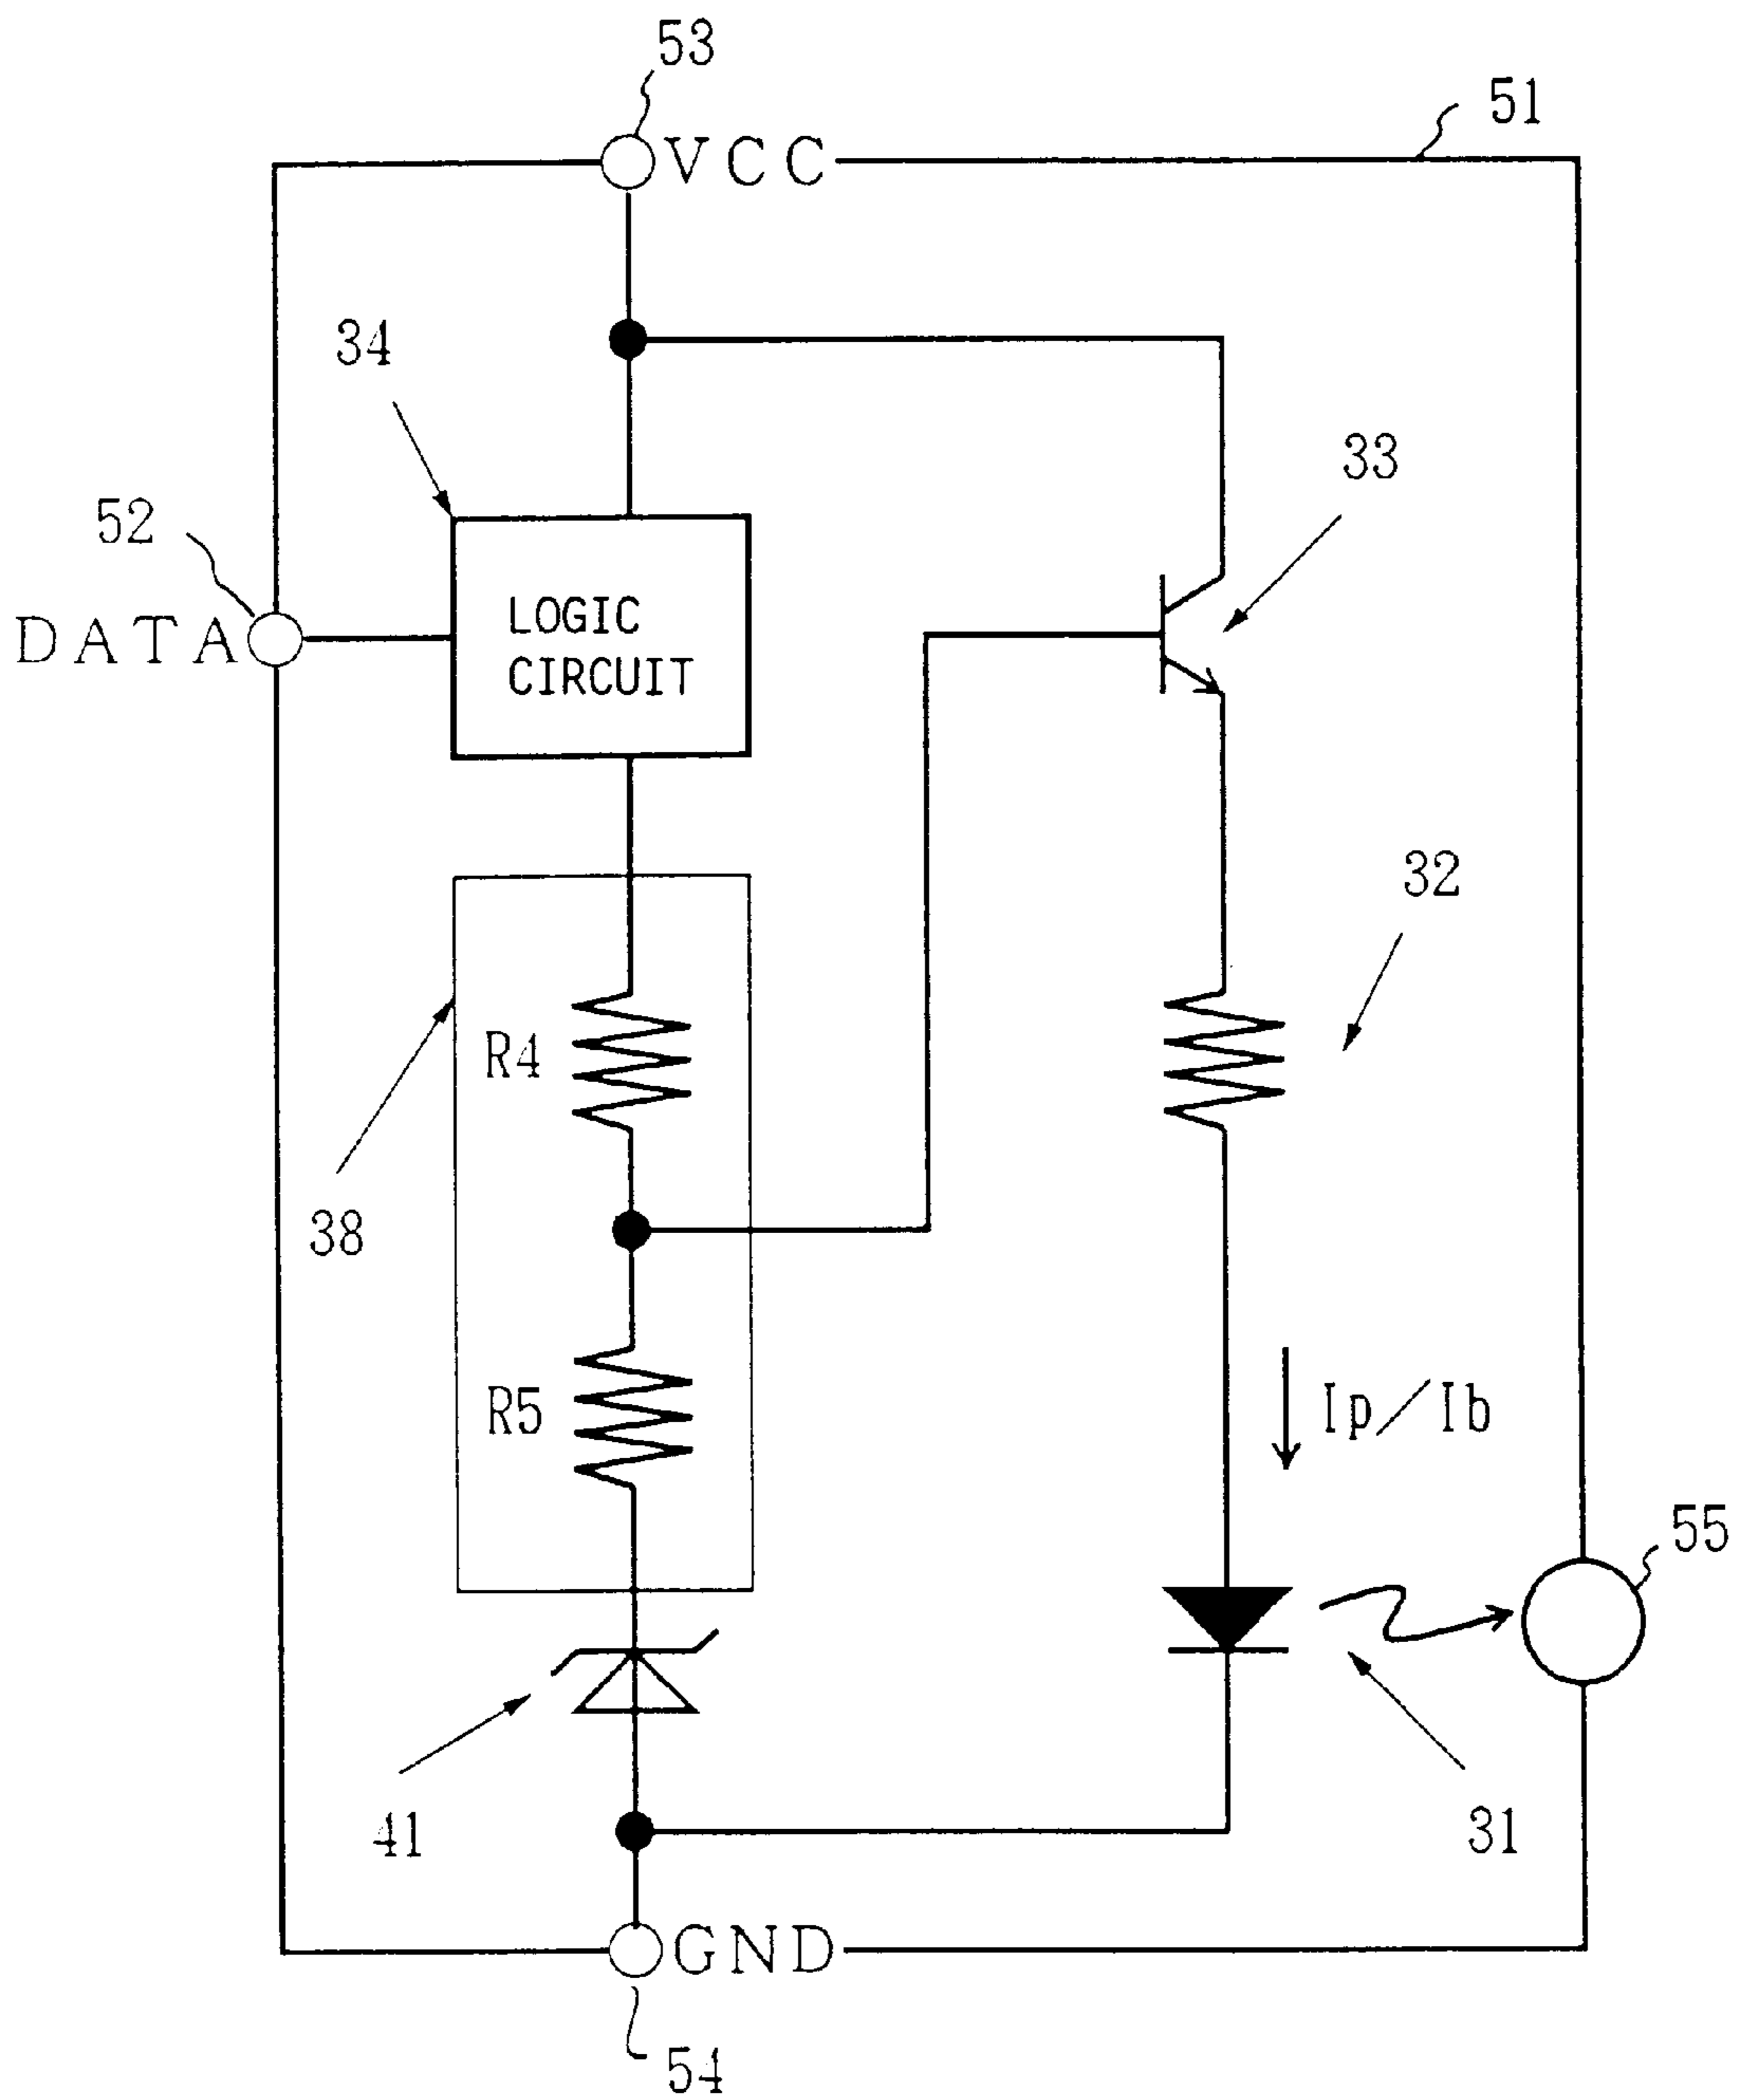 53
VCC
51
34
33
52
DATA
LOGIC
CIRCUIT
32
R4
38
R5
Ip/Ib
55
41
31
GND
54